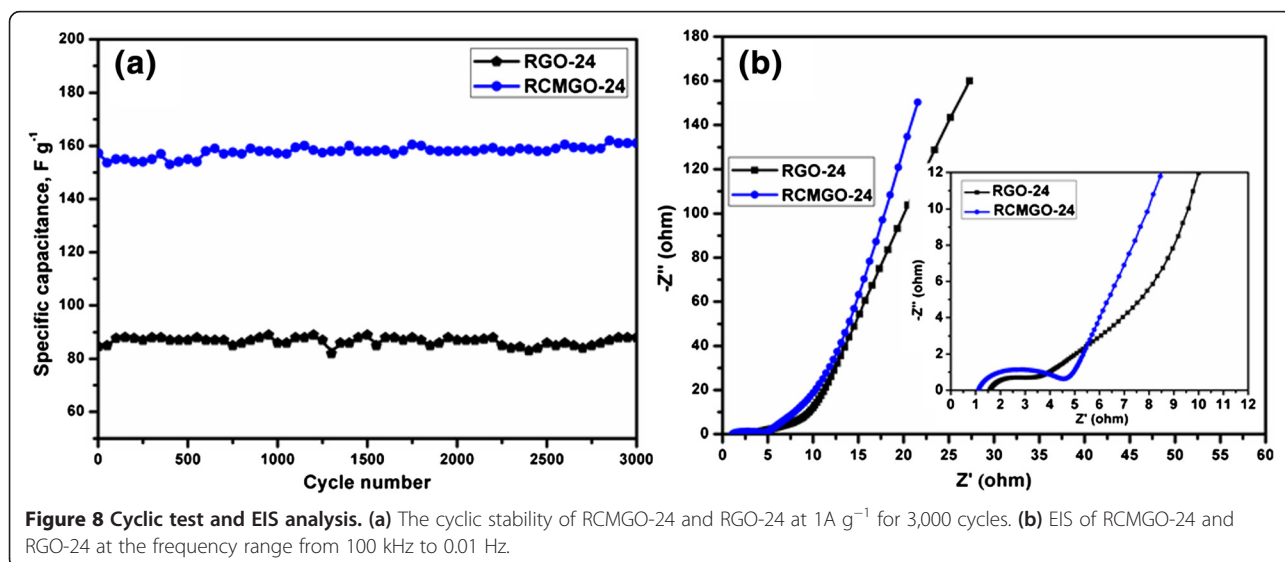 (a)
RGO-24
RCMGO-24
200
180
160
140
120
100
80
60
Specific capacitance, F g⁻¹
0 500 1000 1500 2000 2500 3000
Cycle number
(b)
RGO-24
RCMGO-24
180
160
140
120
100
80
60
40
20
0
-Z'' (ohm)
0 5 10 15 20 25 30 35 40 45 50 55 60
Z' (ohm)
RGO-24
RCMGO-24
12
10
8
6
4
2
0
-Z'' (ohm)
0 1 2 3 4 5 6 7 8 9 10 11 12
Z' (ohm)
Figure 8 Cyclic test and EIS analysis. (a) The cyclic stability of RCMGO-24 and RGO-24 at 1A g⁻¹ for 3,000 cycles. (b) EIS of RCMGO-24 and
RGO-24 at the frequency range from 100 kHz to 0.01 Hz.